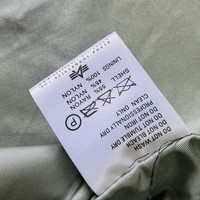 DO NOT WASH
DO NOT BLEACH
DO NOT TUMBLE DRY
DO NOT IRON
PROFESSIONALLY DRY
CLEAN ONLY
P
SHELL 55% RAYON
45% NYLON
100% NYLON